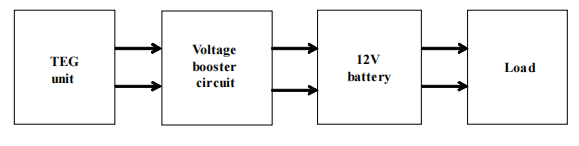 TEG
unit
Voltage
booster
circuit
12V
battery
Load